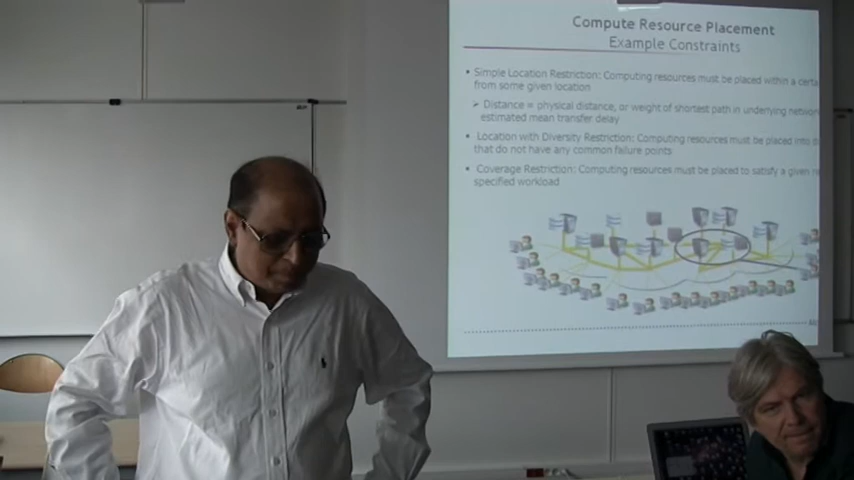 Compute Resource Placement
Example Constraints
• Simple Location Restriction: Computing resources must be placed within a certa
from some given location
➢ Distance = physical distance, or weight of shortest path in underlying network
estimated mean transfer delay
• Location with Diversity Restriction: Computing resources must be placed into
that do not have any common failure points
• Coverage Restriction: Computing resources must be placed to satisfy a given
specified workload